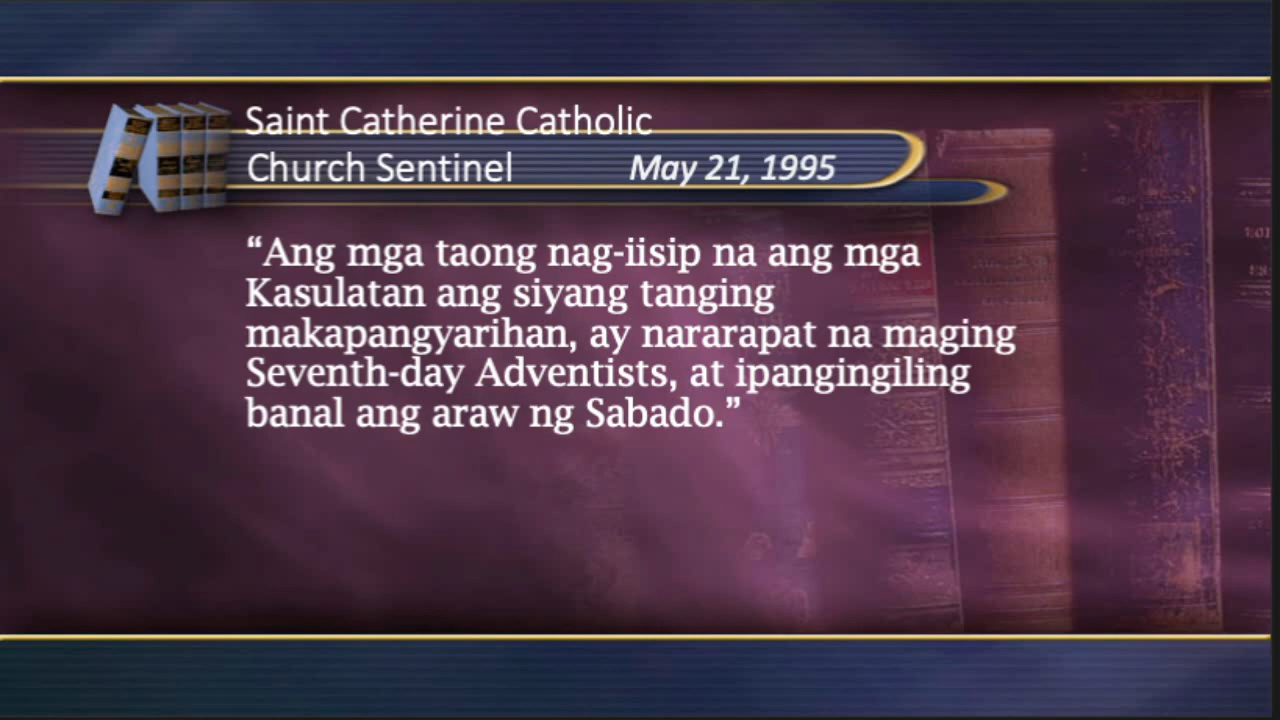 Saint Catherine Catholic
Church Sentinel May 21, 1995
“Ang mga taong nag-iisip na ang mga
Kasulatan ang siyang tanging
makapangyarihan, ay nararapat na maging
Seventh-day Adventists, at ipangingiling
banal ang araw ng Sabado.”